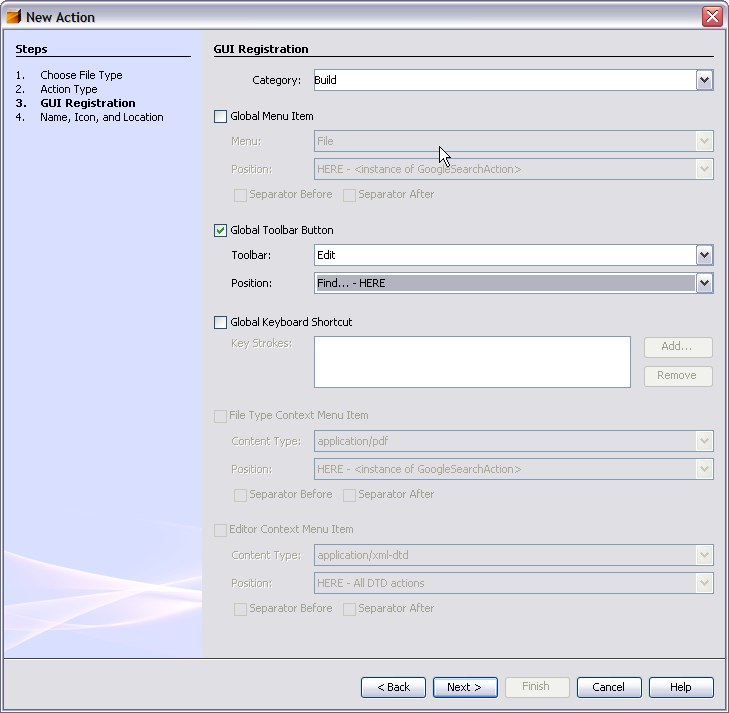 New Action
Steps
1. Choose File Type
2. Action Type
3. GUI Registration
4. Name, Icon, and Location
GUI Registration
Category: Build
Global Menu Item
Menu: File
Position: HERE - <instance of GoogleSearchAction>
Separator Before Separator After
Global Toolbar Button
Toolbar: Edit
Position: Find... - HERE
Global Keyboard Shortcut
Key Strokes: Add...
Remove
File Type Context Menu Item
Content Type: application/pdf
Position: HERE - <instance of GoogleSearchAction>
Separator Before Separator After
Editor Context Menu Item
Content Type: application/xml-dtd
Position: HERE - All DTD actions
Separator Before Separator After
< Back Next > Finish Cancel Help